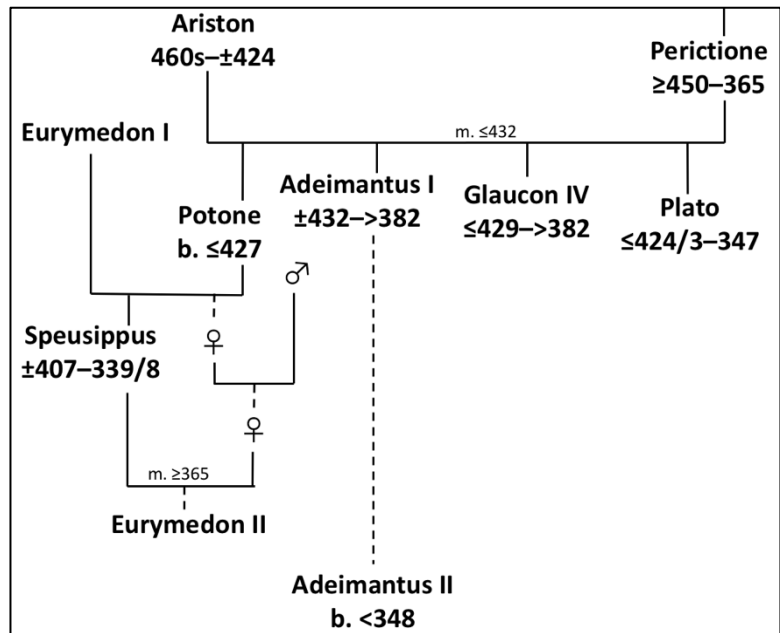 Ariston
460s–±424
Perictione
≥450–365
Eurymedon I
m. ≤432
Potone
b. ≤427
Adeimantus I
±432–>382
Glaucon IV
≤429–>382
Plato
≤424/3–347
♂
Speusippus
±407–339/8
♀
♀
m. ≥365
Eurymedon II
Adeimantus II
b. <348